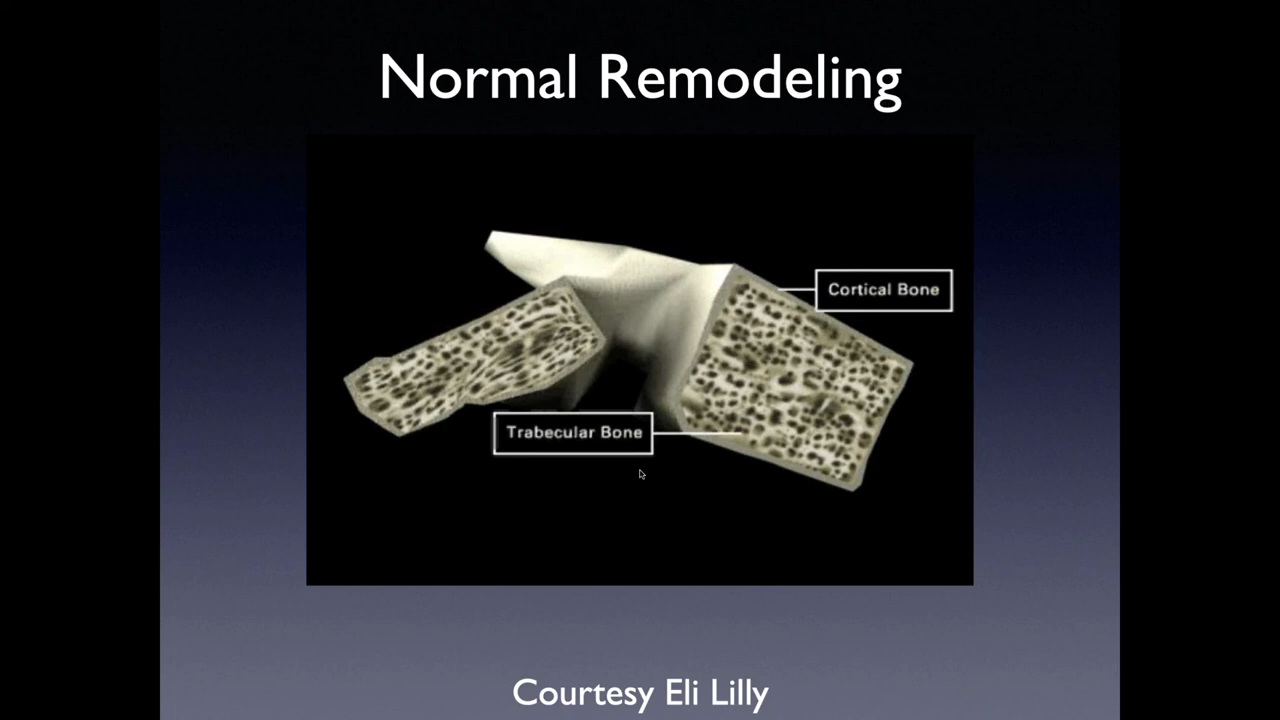 Normal Remodeling
Cortical Bone
Trabecular Bone
Courtesy Eli Lilly